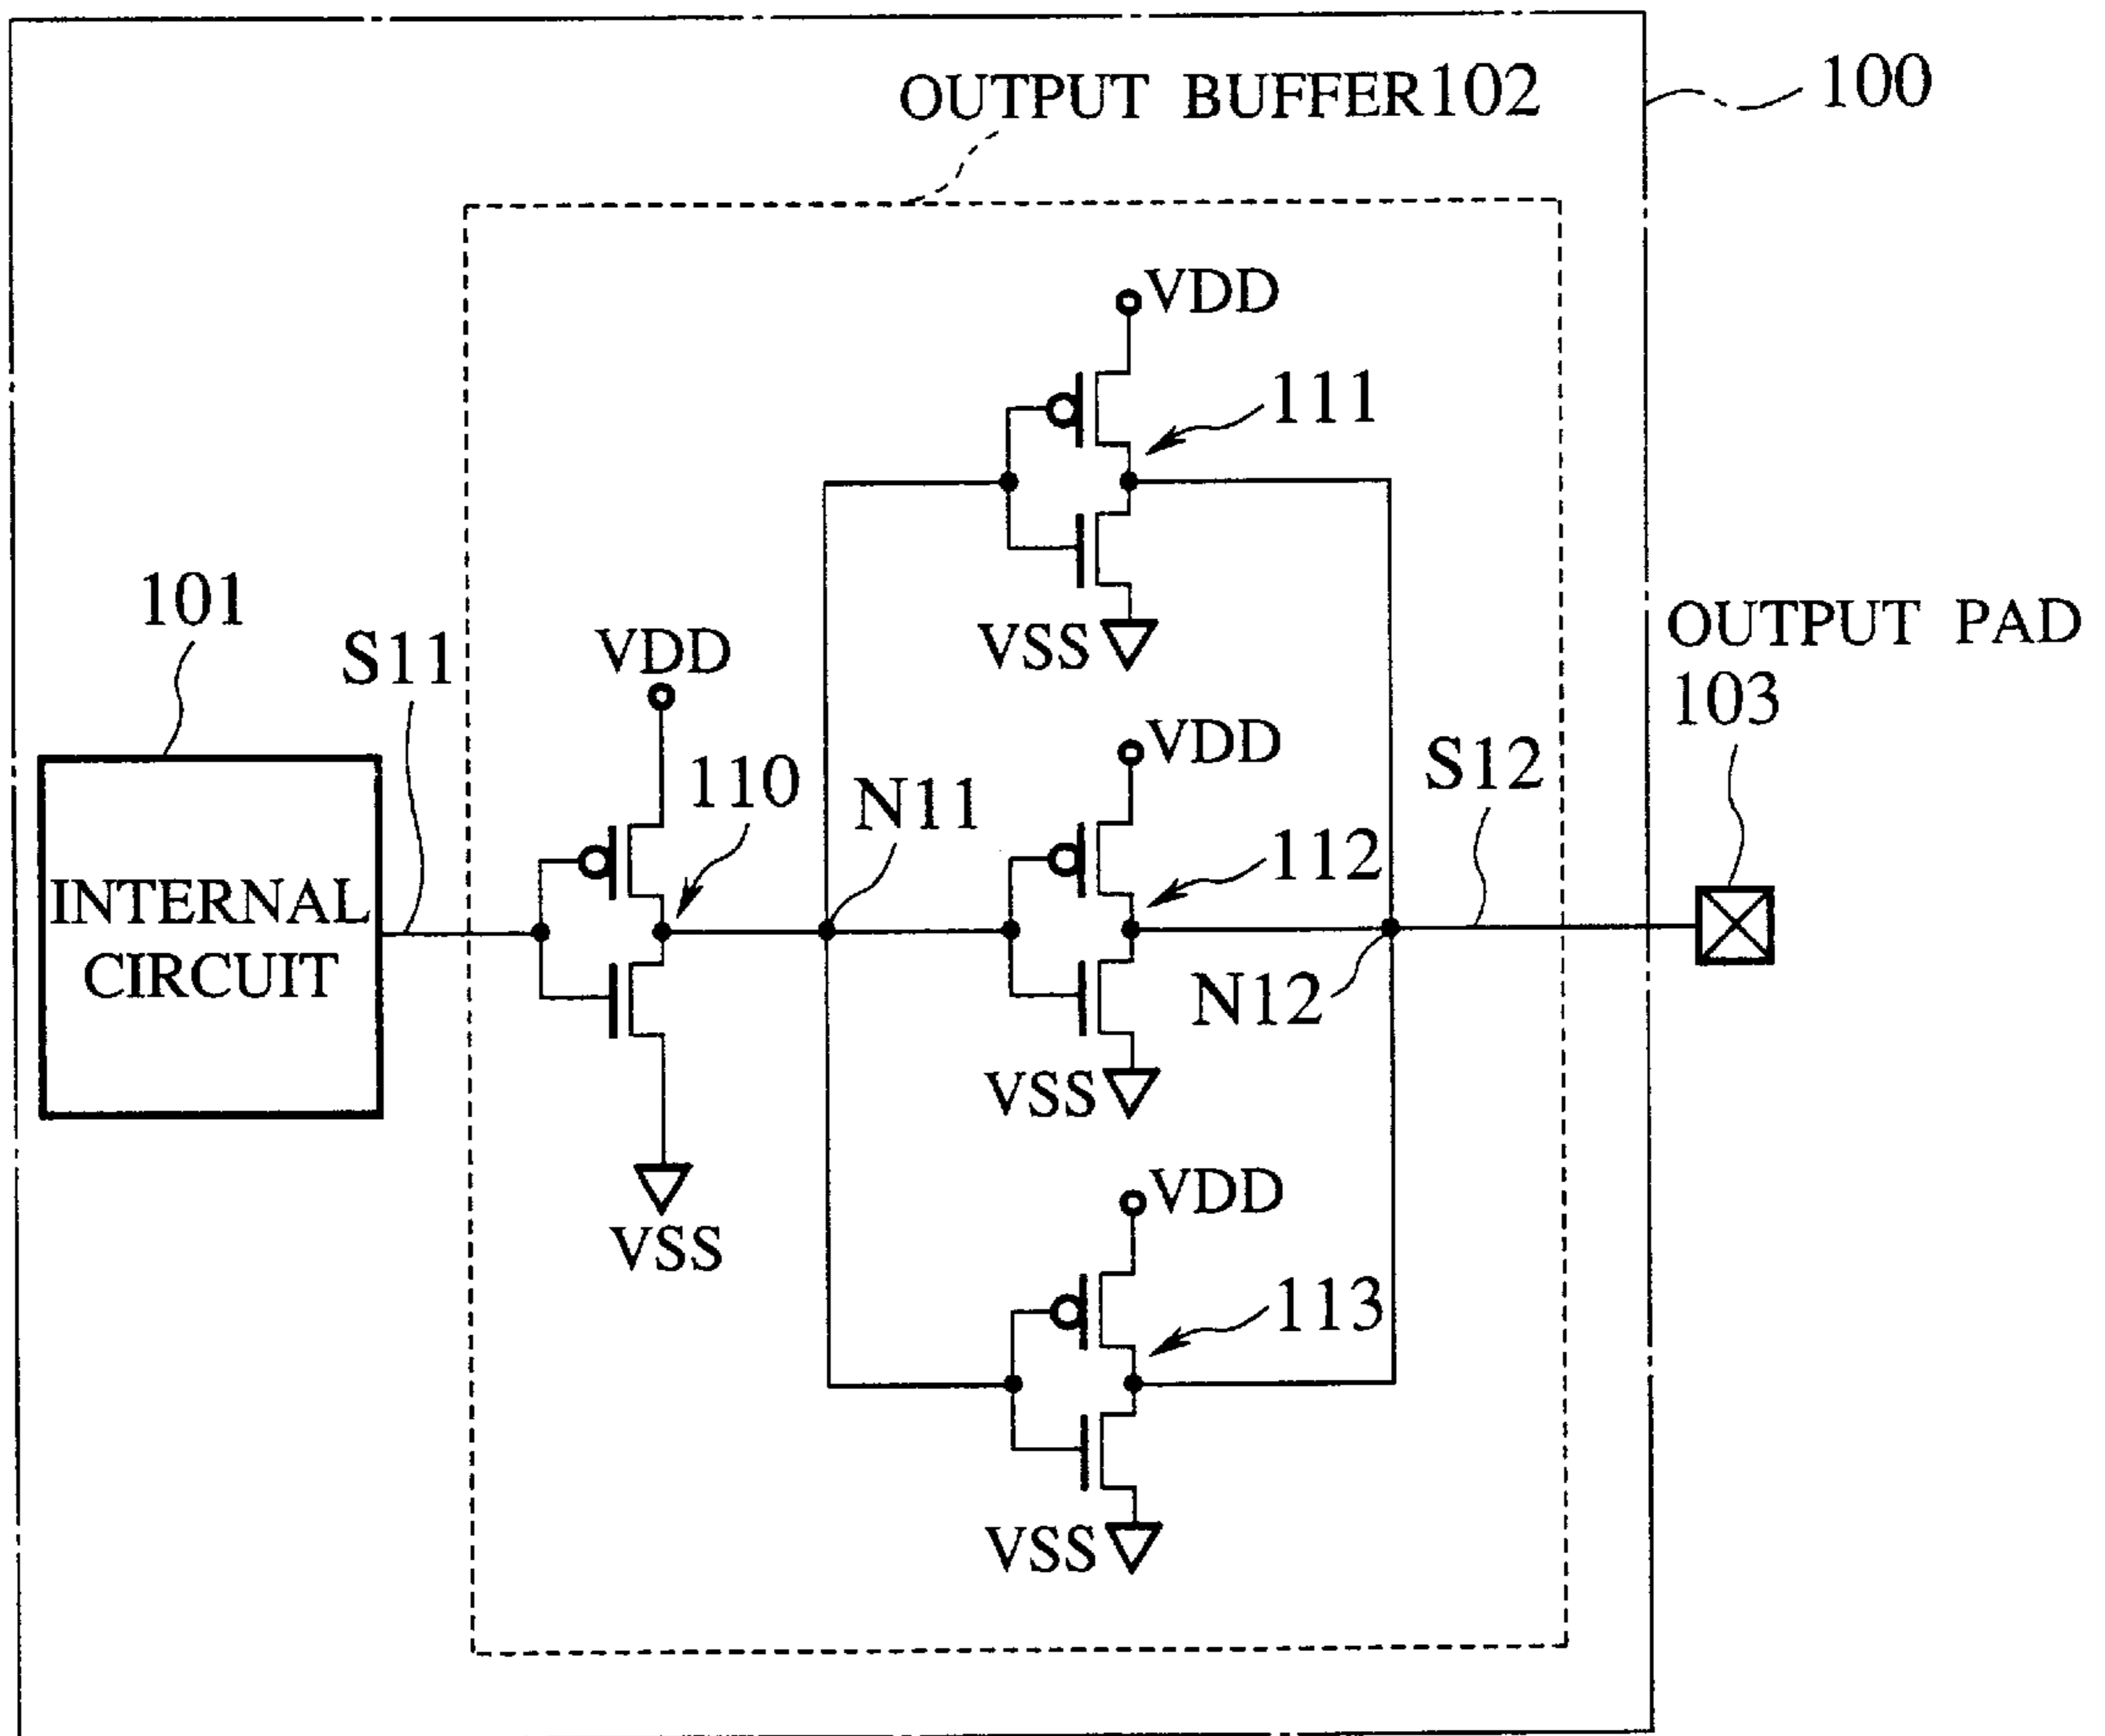 OUTPUT BUFFER102
100
VDD
111
VSS
101
S11
VDD
110
N11
INTERNAL
CIRCUIT
VSS
VDD
112
S12
N12
VSS
OUTPUT PAD
103
VDD
113
VSS